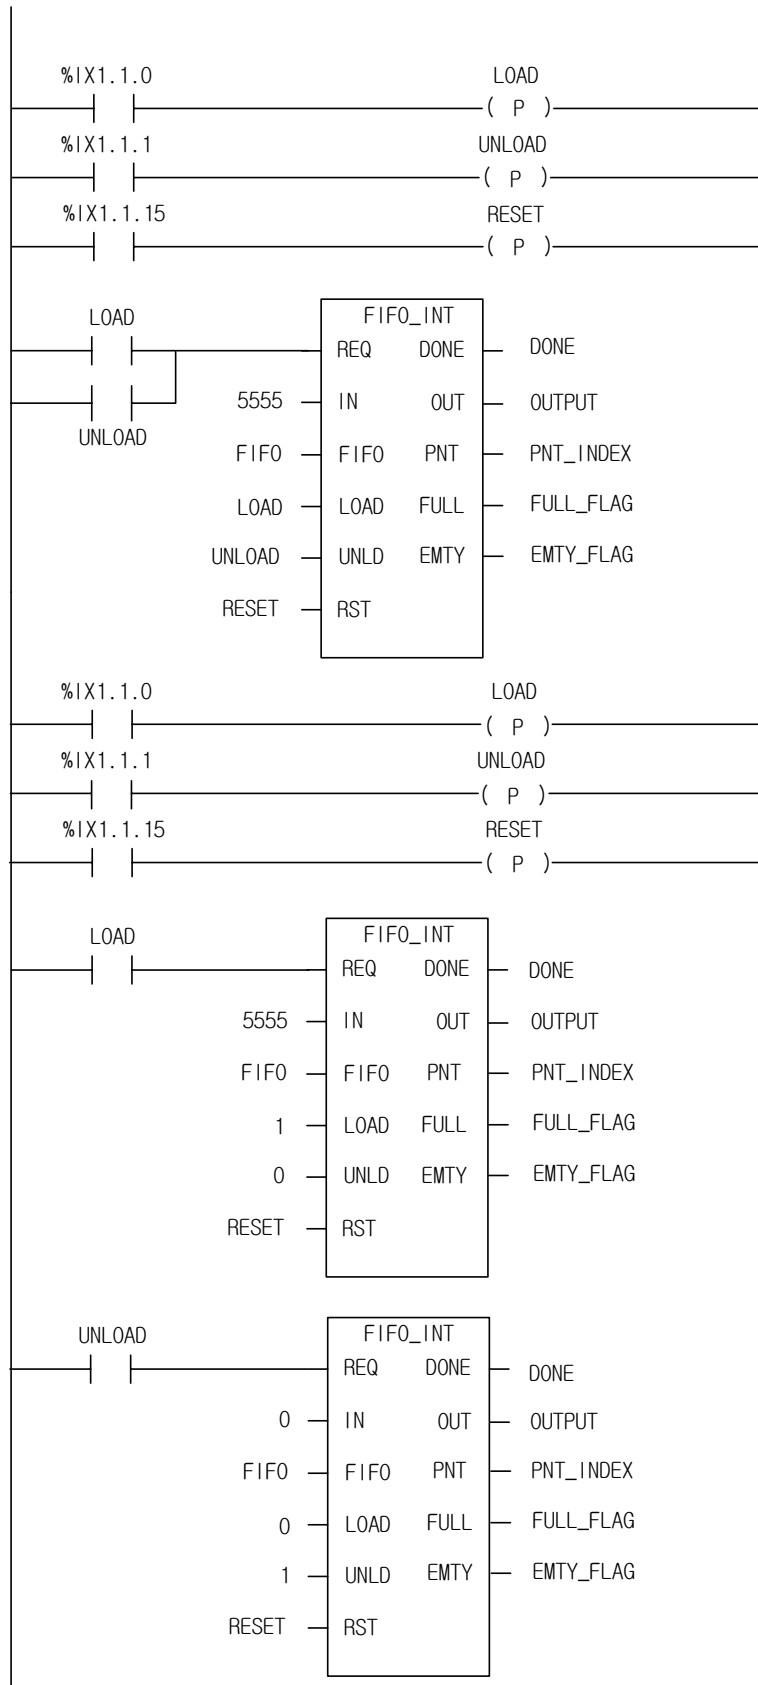 %IX1.1.0 LOAD
( P )
%IX1.1.1 UNLOAD
( P )
%IX1.1.15 RESET
( P )
LOAD FIFO_INT
REQ DONE DONE
5555 IN OUT OUTPUT
UNLOAD
FIFO FIFO PNT PNT_INDEX
LOAD LOAD FULL FULL_FLAG
UNLOAD UNLD EMTY EMTY_FLAG
RESET RST
%IX1.1.0 LOAD
( P )
%IX1.1.1 UNLOAD
( P )
%IX1.1.15 RESET
( P )
LOAD FIFO_INT
REQ DONE DONE
5555 IN OUT OUTPUT
FIFO FIFO PNT PNT_INDEX
1 LOAD FULL FULL_FLAG
0 UNLD EMTY EMTY_FLAG
RESET RST
UNLOAD FIFO_INT
REQ DONE DONE
0 IN OUT OUTPUT
FIFO FIFO PNT PNT_INDEX
0 LOAD FULL FULL_FLAG
1 UNLD EMTY EMTY_FLAG
RESET RST